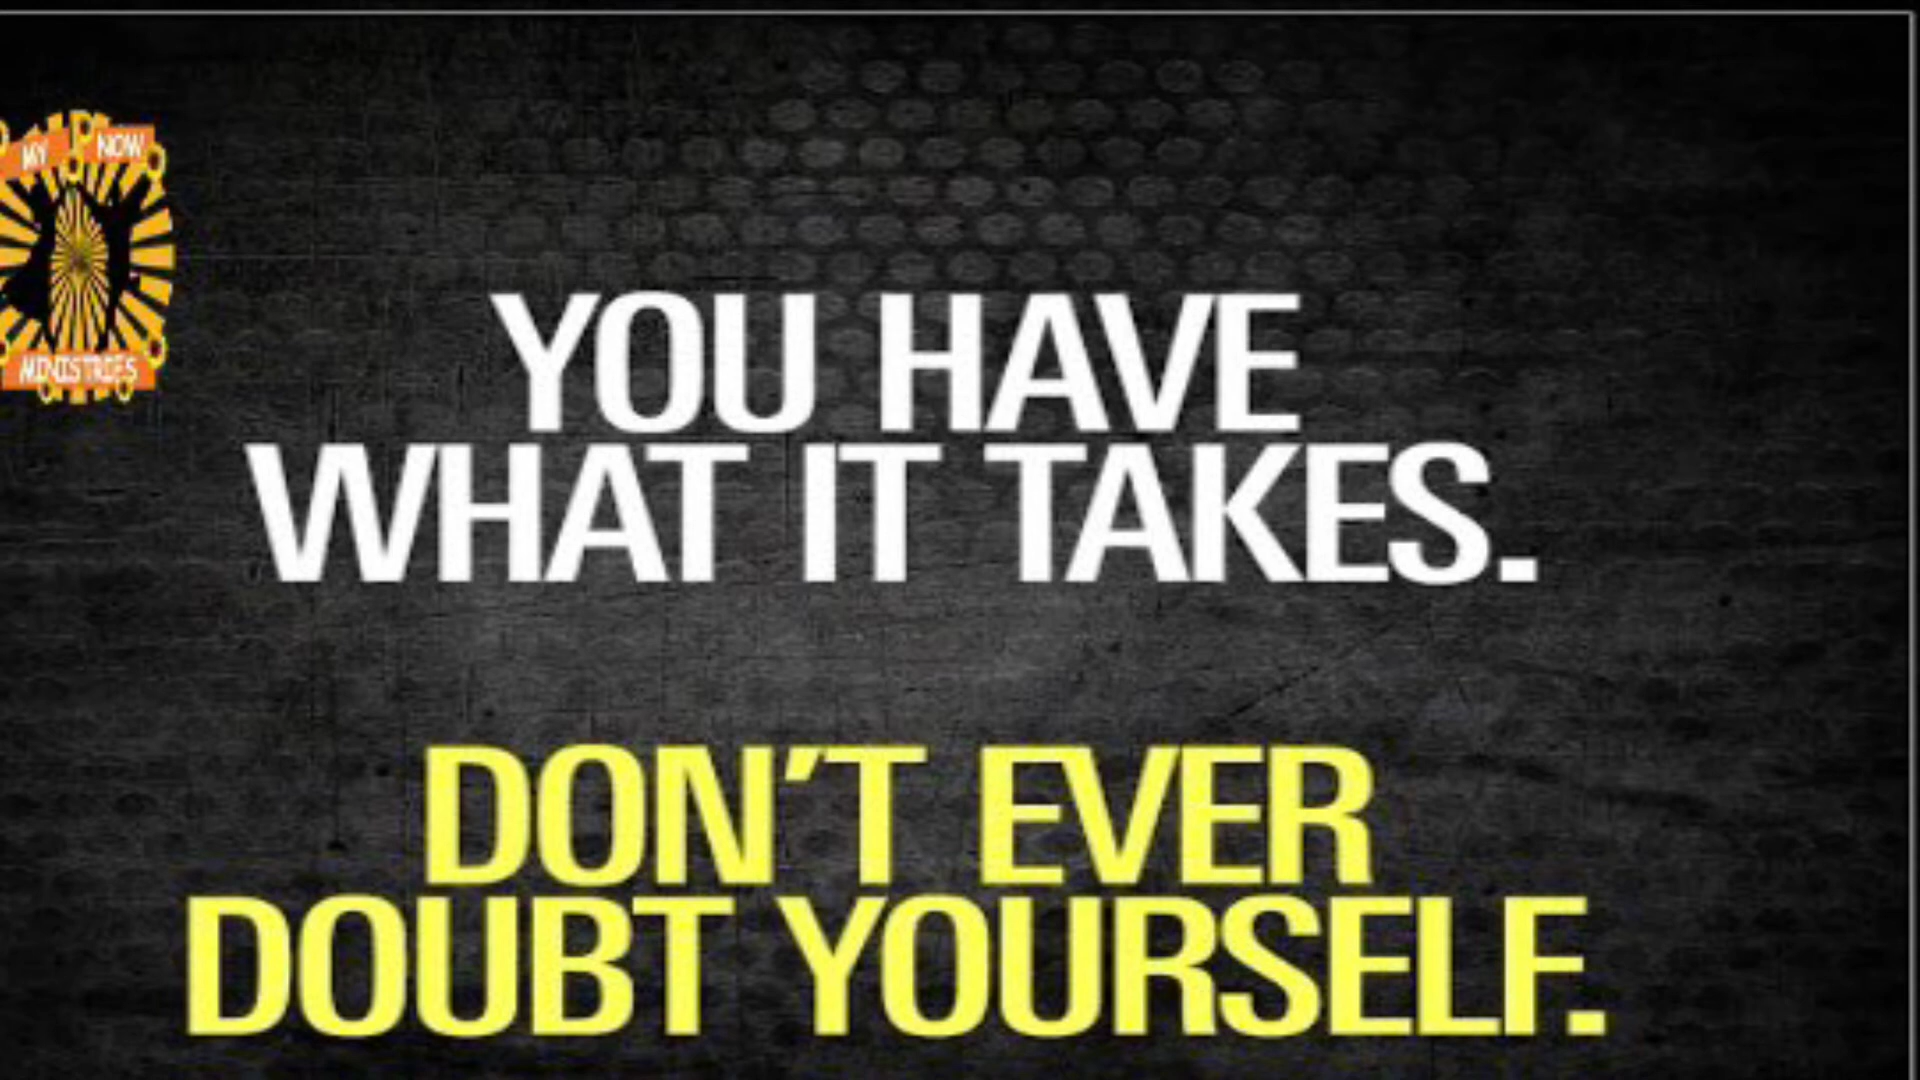 MY NOW
MINISTRIES
YOU HAVE
WHAT IT TAKES.
DON'T EVER
DOUBT YOURSELF.